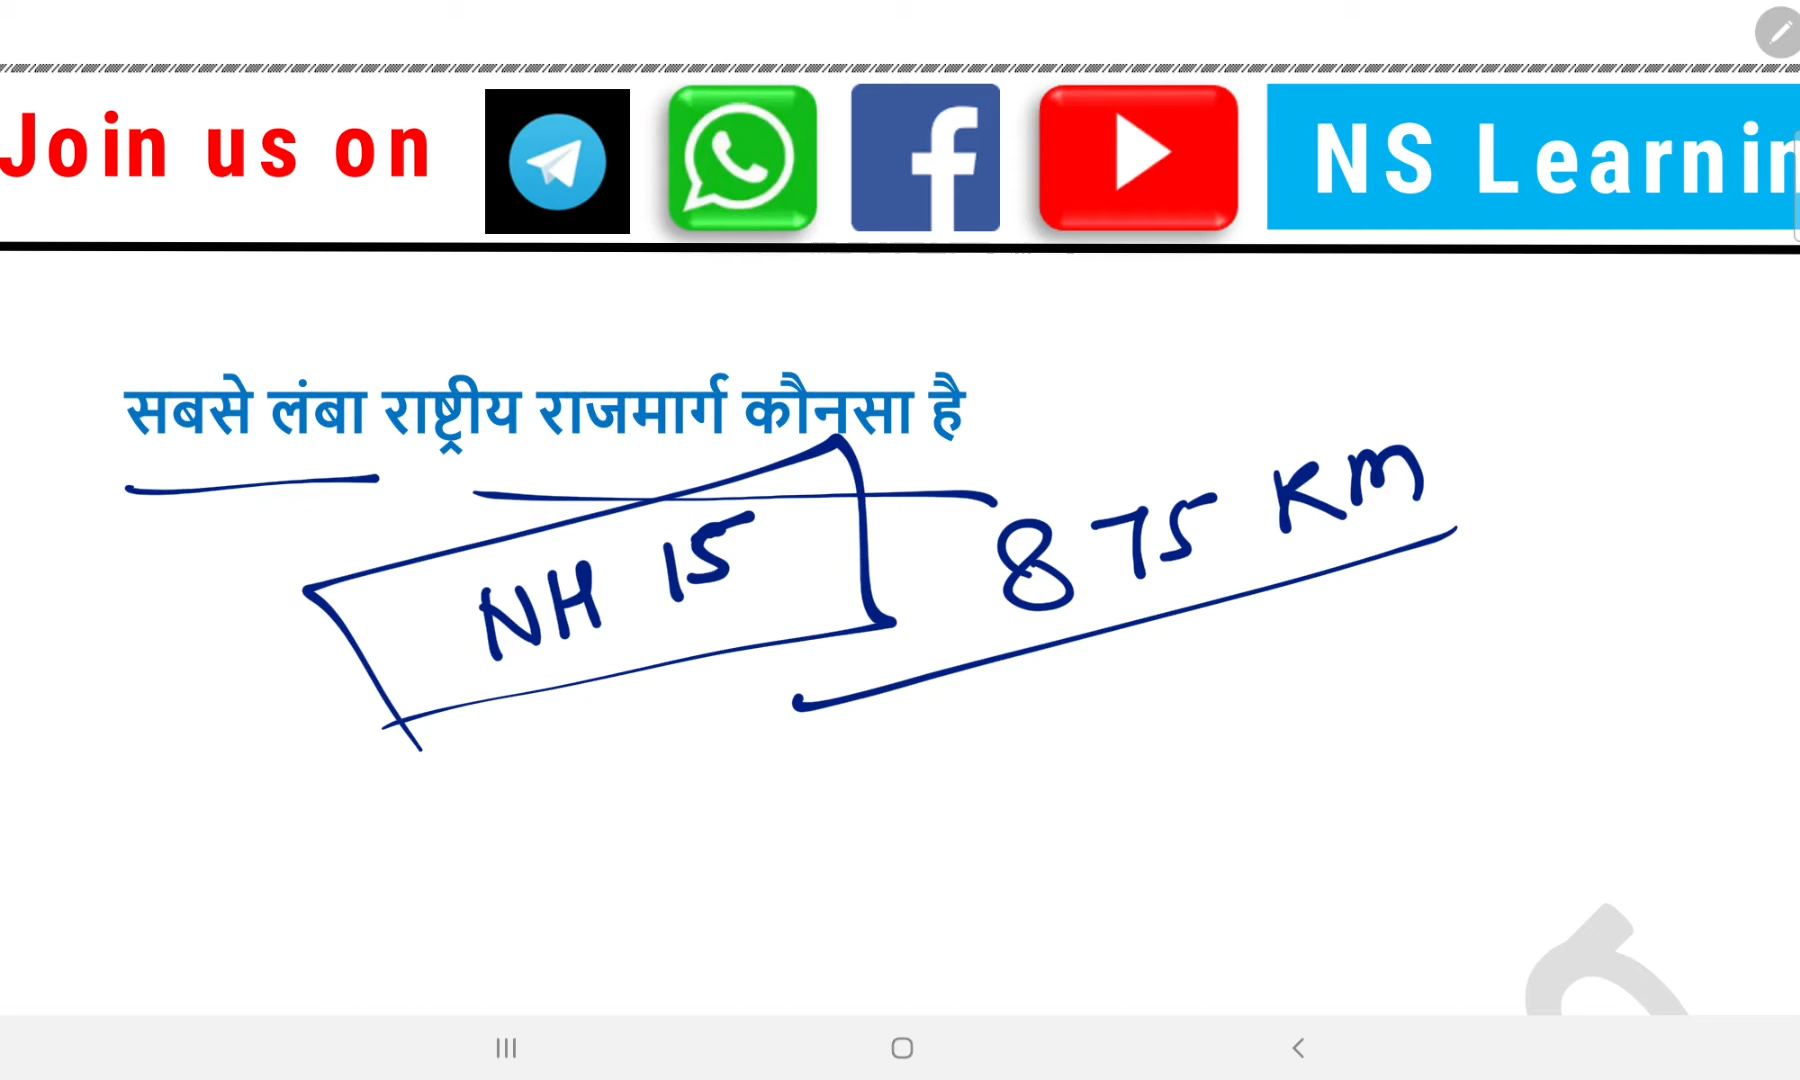 Join us on NS Learnin
सबसे लंबा राष्ट्रीय राजमार्ग कौनसा है
NH 15 875 KM